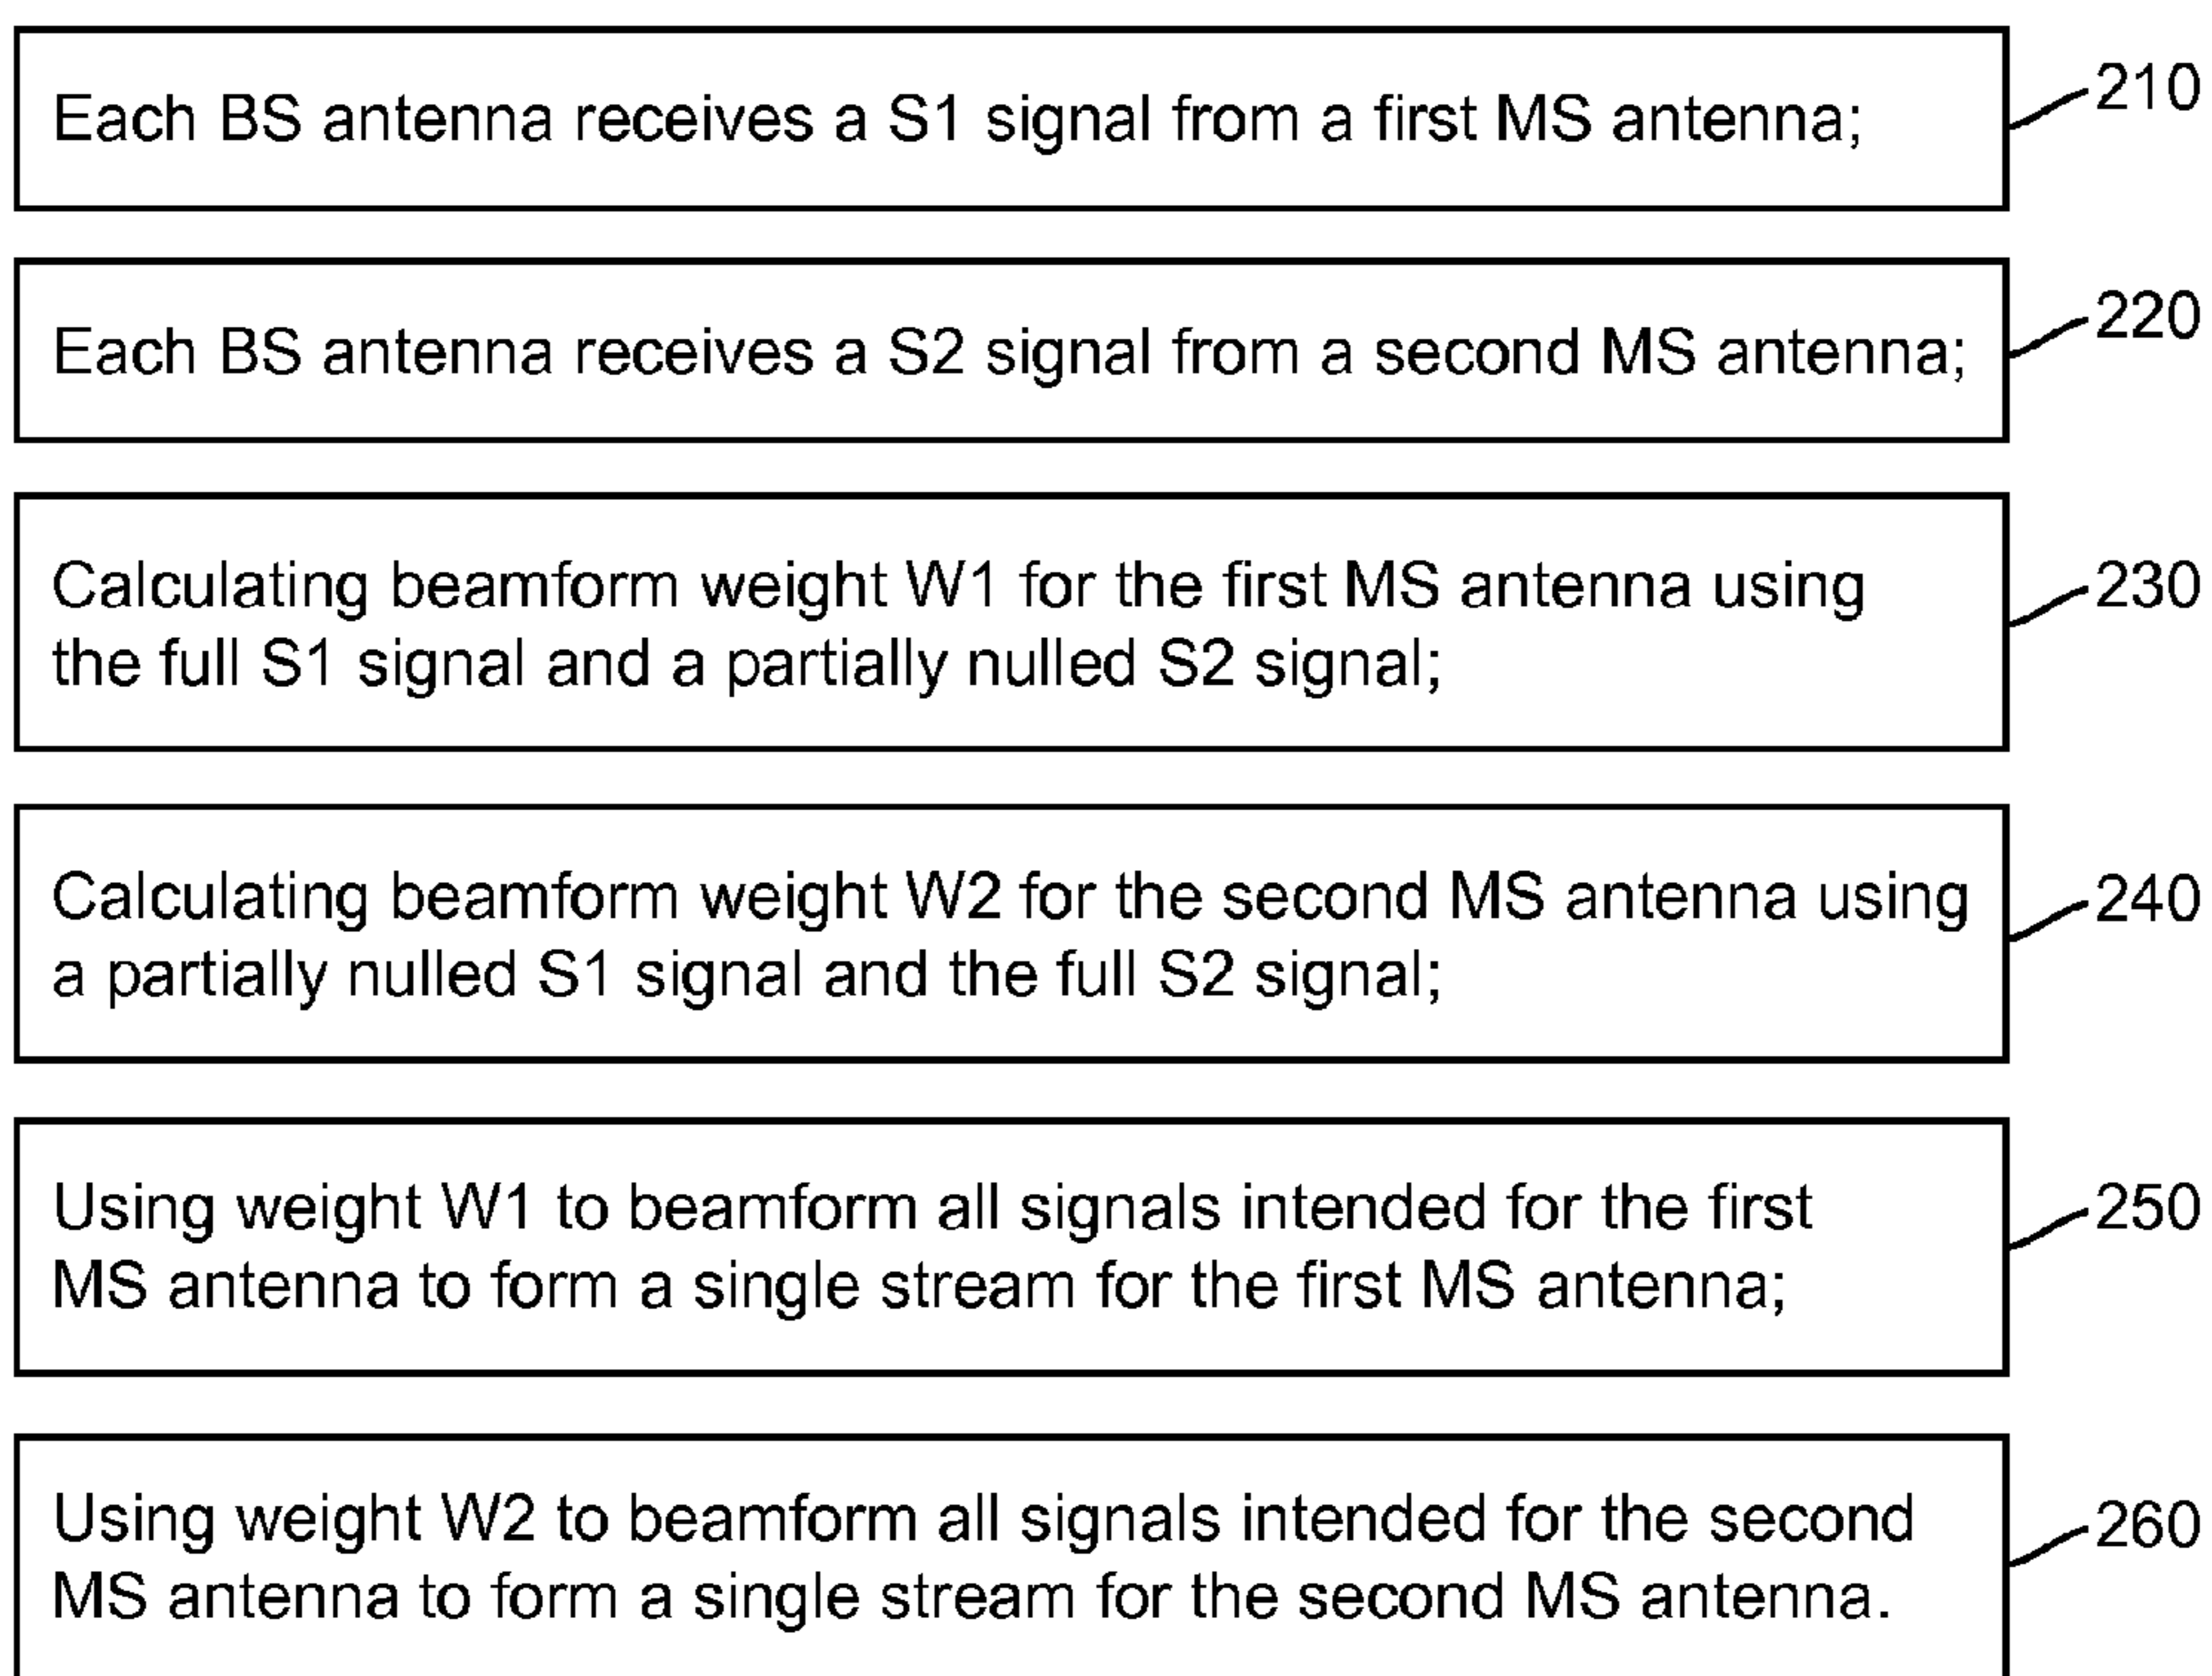 Each BS antenna receives a S1 signal from a first MS antenna;
210
Each BS antenna receives a S2 signal from a second MS antenna;
220
Calculating beamform weight W1 for the first MS antenna using
the full S1 signal and a partially nulled S2 signal;
230
Calculating beamform weight W2 for the second MS antenna using
a partially nulled S1 signal and the full S2 signal;
240
Using weight W1 to beamform all signals intended for the first
MS antenna to form a single stream for the first MS antenna;
250
Using weight W2 to beamform all signals intended for the second
MS antenna to form a single stream for the second MS antenna.
260